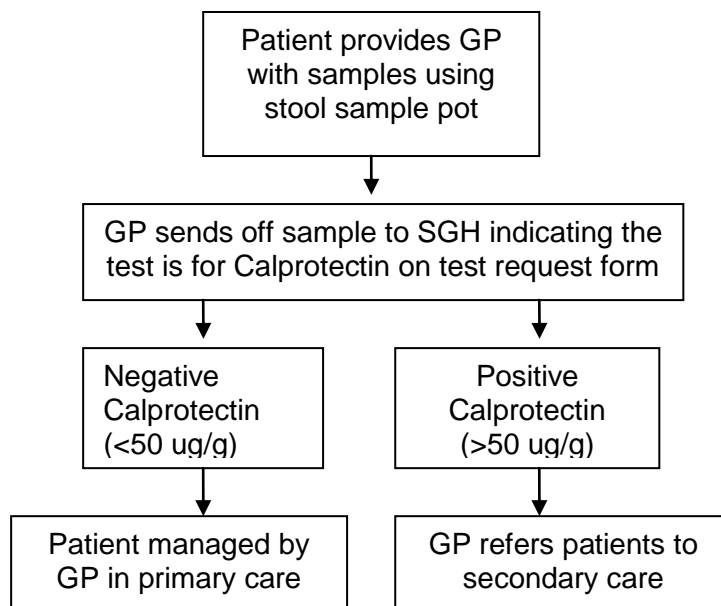 Patient provides GP
with samples using
stool sample pot
GP sends off sample to SGH indicating the
test is for Calprotectin on test request form
Negative
Calprotectin
(<50 ug/g)
Positive
Calprotectin
(>50 ug/g)
Patient managed by
GP in primary care
GP refers patients to
secondary care